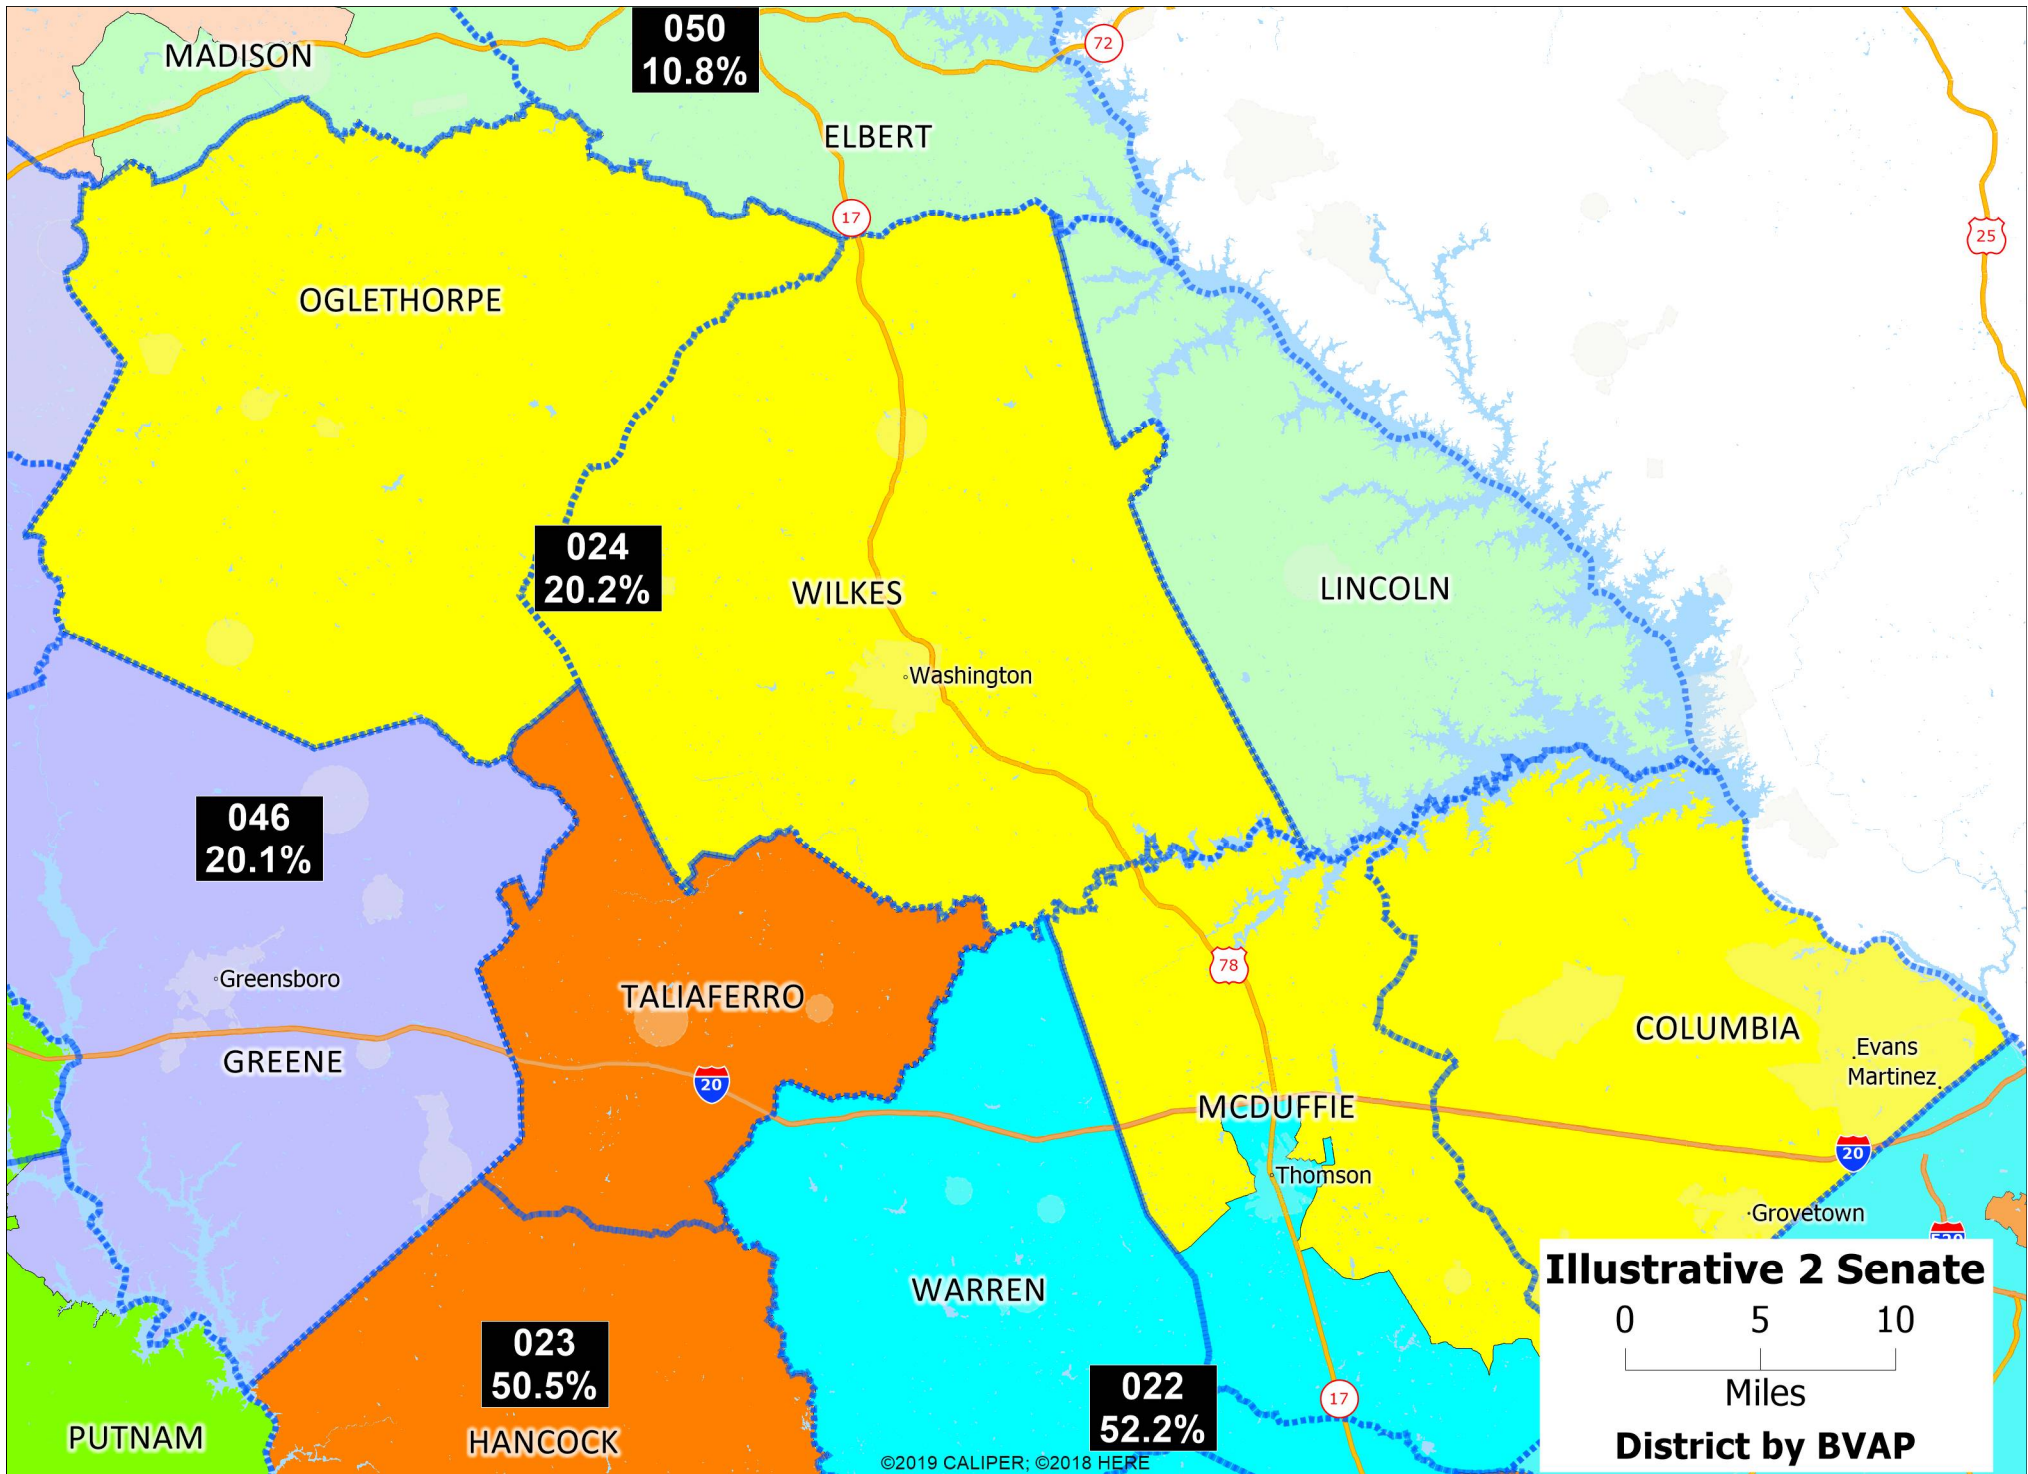 050
10.8%
72
MADISON
ELBERT
17
25
OGLETHORPE
024
20.2%
WILKES
LINCOLN
Washington
046
20.1%
78
Greensboro
TALIAFERRO
COLUMBIA
Evans
GREENE
Martinez
20
MCDUFFIE
20
Thomson
Grovetown
WARREN
Illustrative 2 Senate
0 5 10
Miles
District by BVAP
023
50.5%
022
52.2%
17
PUTNAM
HANCOCK
©2019 CALIPER; ©2018 HERE